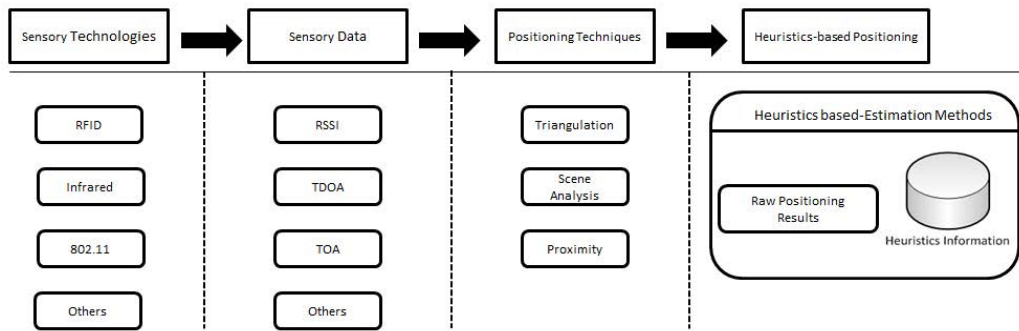 Sensory Technologies
Sensory Data
Positioning Techniques
Heuristics-based Positioning
RFID
Infrared
802.11
Others
RSSI
TDOA
TOA
Others
Triangulation
Scene
Analysis
Proximity
Heuristics based-Estimation Methods
Raw Positioning
Results
Heuristics Information